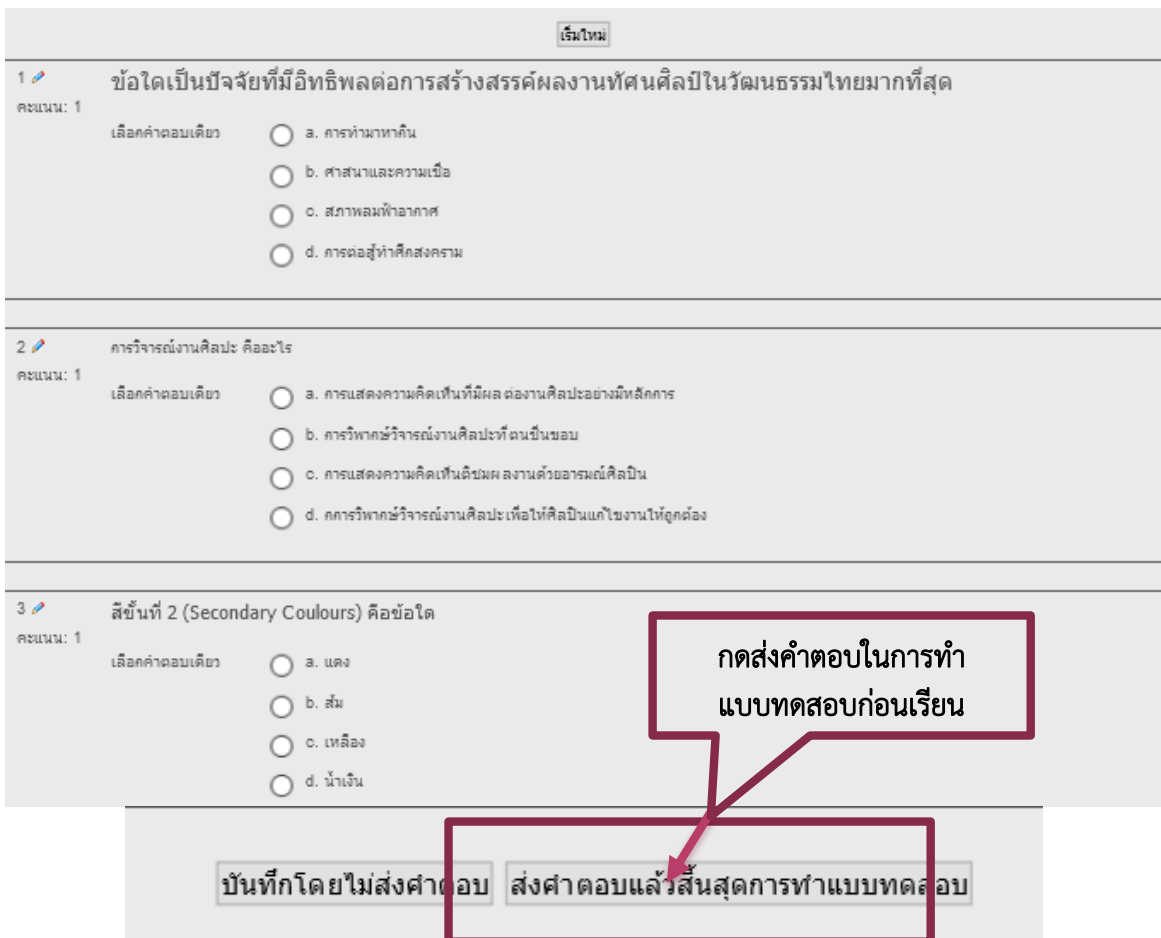 เริ่มใหม่
1
ข้อใดเป็นปัจจัยที่มีอิทธิพลต่อการสร้างสรรค์ผลงานทัศนศิลป์ในวัฒนธรรมไทยมากที่สุด
คะแนน: 1
เลือกคำตอบเดียว
a. การทำมาหากิน
b. ศาสนาและความเชื่อ
c. สภาพลมฟ้าอากาศ
d. การต่อสู้ทำศึกสงคราม
2
การวิจารณ์งานศิลปะ คืออะไร
คะแนน: 1
เลือกคำตอบเดียว
a. การแสดงความคิดเห็นที่มีผลต่องานศิลปะอย่างมีหลักการ
b. การวิพากษ์วิจารณ์งานศิลปะที่ตนชื่นชอบ
c. การแสดงความคิดเห็นติชมผลงานด้วยอารมณ์ศิลปิน
d. กการวิพากษ์วิจารณ์งานศิลปะเพื่อให้ศิลปินแก้ไขงานให้ถูกต้อง
3
สีขั้นที่ 2 (Secondary Coulours) คือข้อใด
คะแนน: 1
เลือกคำตอบเดียว
a. แดง
b. ส้ม
c. เหลือง
d. น้ำเงิน
กดส่งคำตอบในการทำ
แบบทดสอบก่อนเรียน
บันทึกโดยไม่ส่งคำตอบ
ส่งคำตอบแล้วสิ้นสุดการทำแบบทดสอบ